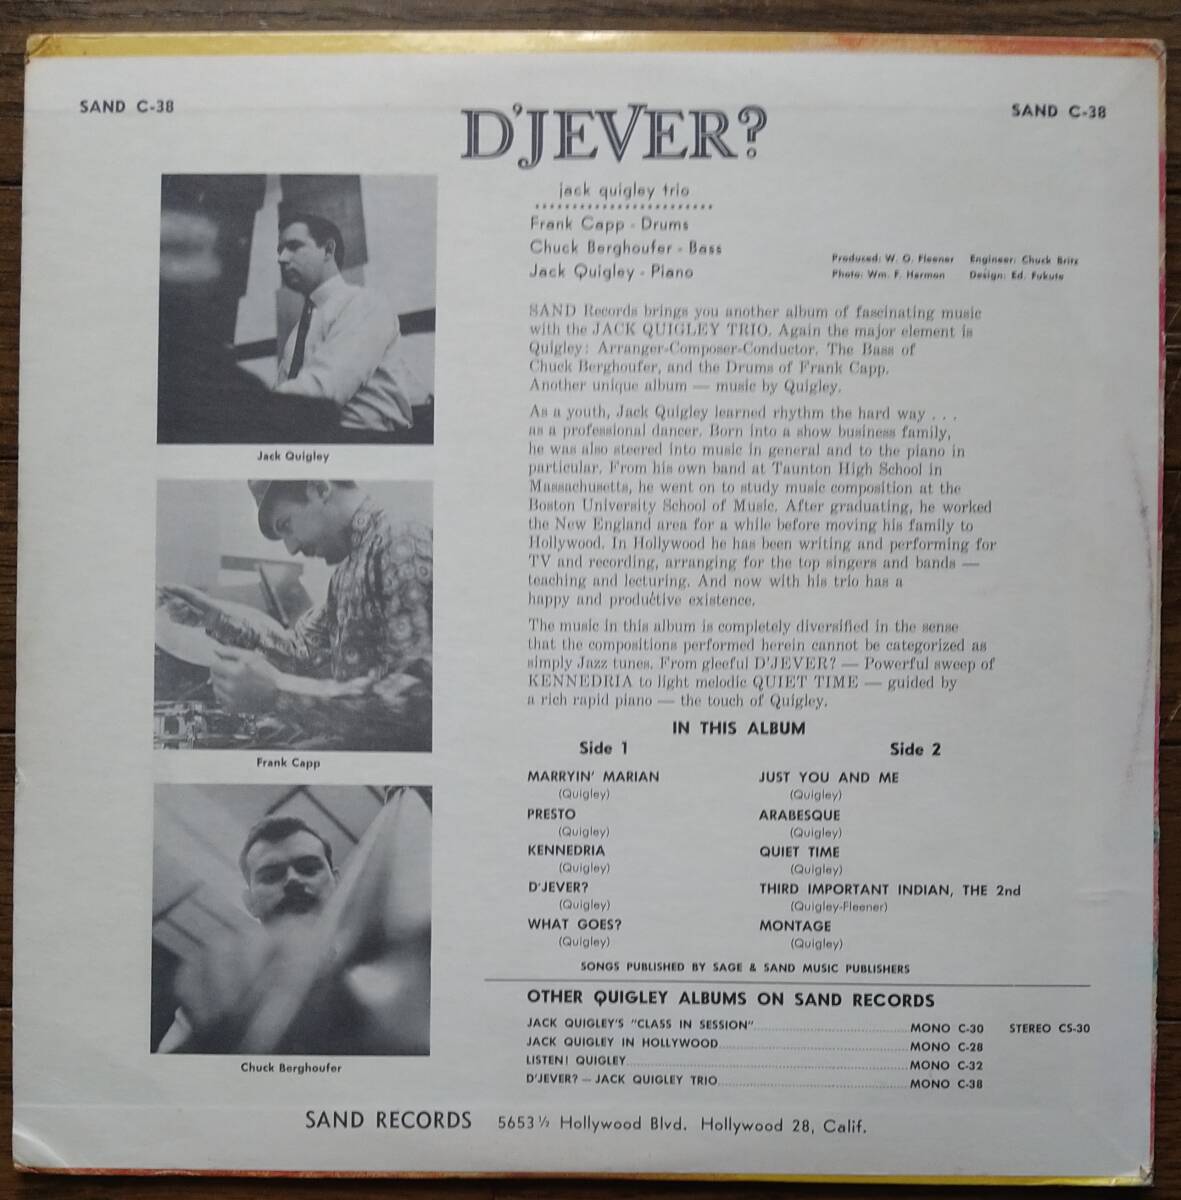 SAND C-38
SAND C-38
D'JEVER?
jack quigley trio
Frank Capp - Drums
Chuck Berghoufer - Bass
Jack Quigley - Piano
Produced: W. O. Fleener Engineer: Chuck Britz
Photo: Wm. F. Harmon Design: Ed. Fukute
SAND Records brings you another album of fascinating music
with the JACK QUIGLEY TRIO. Again the major element is
Quigley: Arranger-Composer-Conductor. The Bass of
Chuck Berghoufer, and the Drums of Frank Capp.
Another unique album — music by Quigley.
As a youth, Jack Quigley learned rhythm the hard way . . .
as a professional dancer. Born into a show business family,
he was also steered into music in general and to the piano in
particular. From his own band at Taunton High School in
Massachusetts, he went on to study music composition at the
Boston University School of Music. After graduating, he worked
the New England area for a while before moving his family to
Hollywood. In Hollywood he has been writing and performing for
TV and recording, arranging for the top singers and bands —
teaching and lecturing. And now with his trio has a
happy and productive existence.
The music in this album is completely diversified in the sense
that the compositions performed herein cannot be categorized as
simply Jazz tunes. From gleeful D'JEVER? — Powerful sweep of
KENNEDRIA to light melodic QUIET TIME — guided by
a rich rapid piano — the touch of Quigley.
Jack Quigley
Frank Capp
Chuck Berghoufer
IN THIS ALBUM
Side 1
MARRYIN' MARIAN
(Quigley)
PRESTO
(Quigley)
KENNEDRIA
(Quigley)
D'JEVER?
(Quigley)
WHAT GOES?
(Quigley)
Side 2
JUST YOU AND ME
(Quigley)
ARABESQUE
(Quigley)
QUIET TIME
(Quigley)
THIRD IMPORTANT INDIAN, THE 2nd
(Quigley-Fleener)
MONTAGE
(Quigley)
SONGS PUBLISHED BY SAGE & SAND MUSIC PUBLISHERS
OTHER QUIGLEY ALBUMS ON SAND RECORDS
JACK QUIGLEY'S "CLASS IN SESSION" MONO C-30 STEREO CS-30
JACK QUIGLEY IN HOLLYWOOD MONO C-28
LISTEN! QUIGLEY MONO C-32
D'JEVER? — JACK QUIGLEY TRIO MONO C-38
SAND RECORDS 5653 ½ Hollywood Blvd. Hollywood 28, Calif.